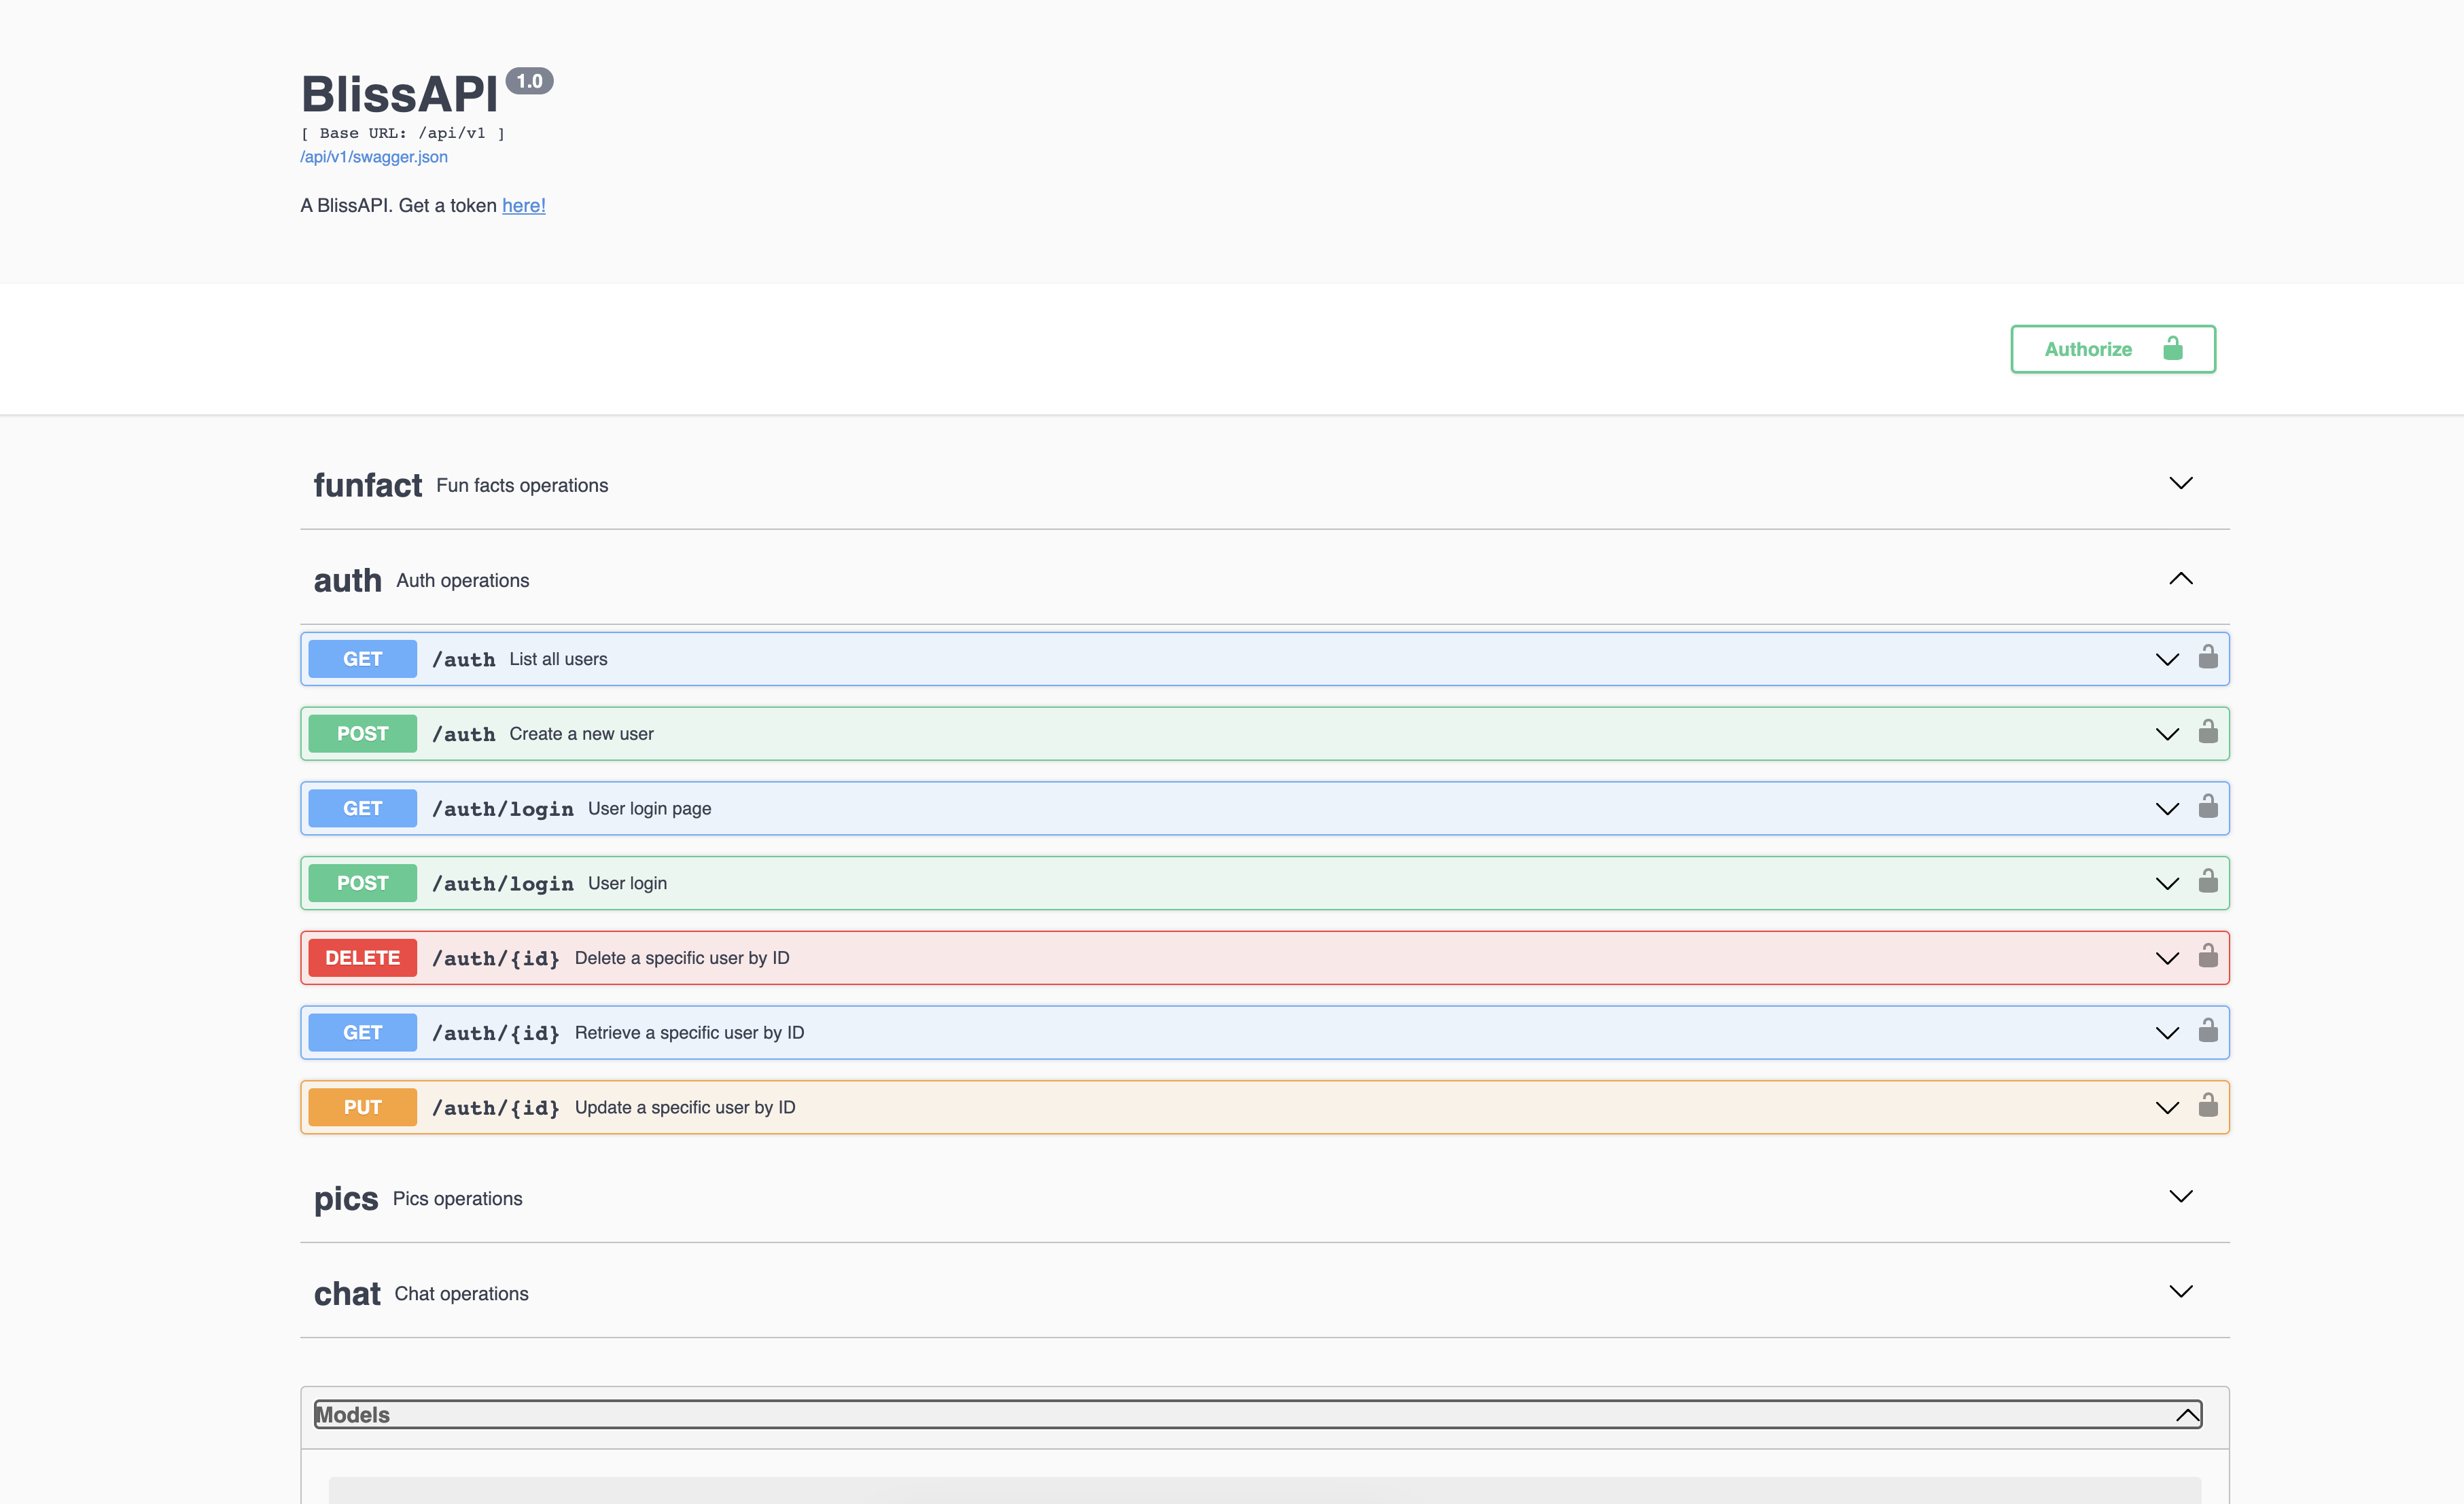 BlissAPI 1.0
[ Base URL: /api/v1 ]
/api/v1/swagger.json
A BlissAPI. Get a token here!
Authorize
funfact Fun facts operations
auth Auth operations
GET /auth List all users
POST /auth Create a new user
GET /auth/login User login page
POST /auth/login User login
DELETE /auth/{id} Delete a specific user by ID
GET /auth/{id} Retrieve a specific user by ID
PUT /auth/{id} Update a specific user by ID
pics Pics operations
chat Chat operations
Models